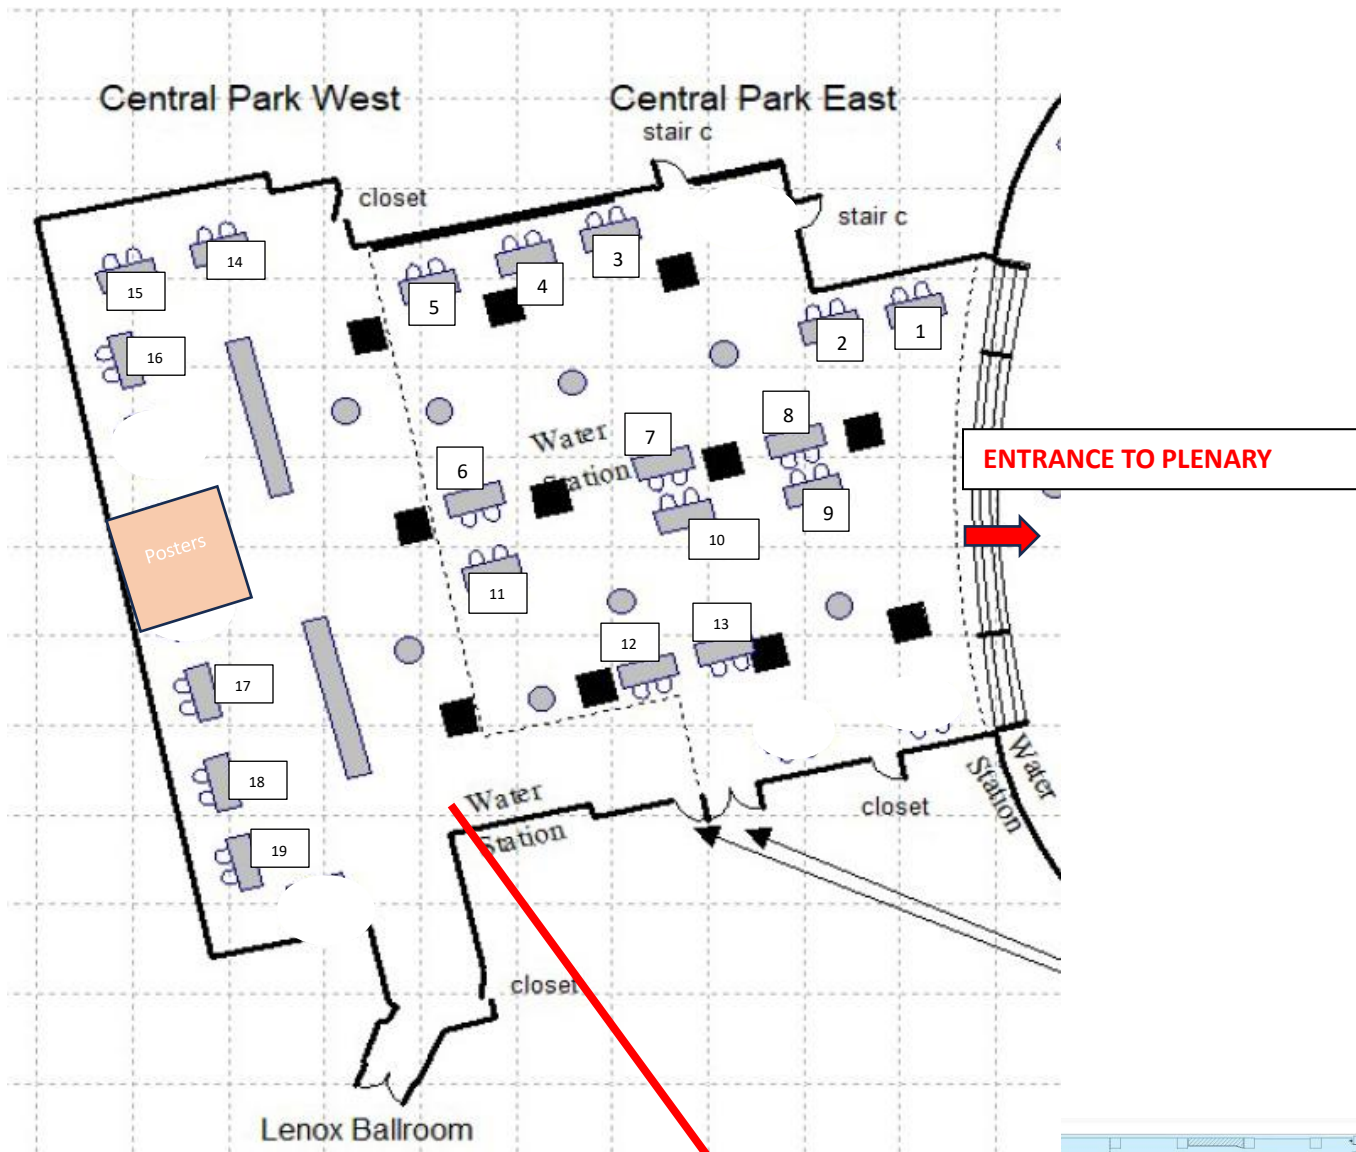 Central Park West
Central Park East
stair c
closet
stair c
14
15
16
5
4
3
2
1
8
7
Water
Station
6
ENTRANCE TO PLENARY
9
10
Posters
11
13
12
17
18
19
Water
Station
Water
Station
closet
closet
Lenox Ballroom